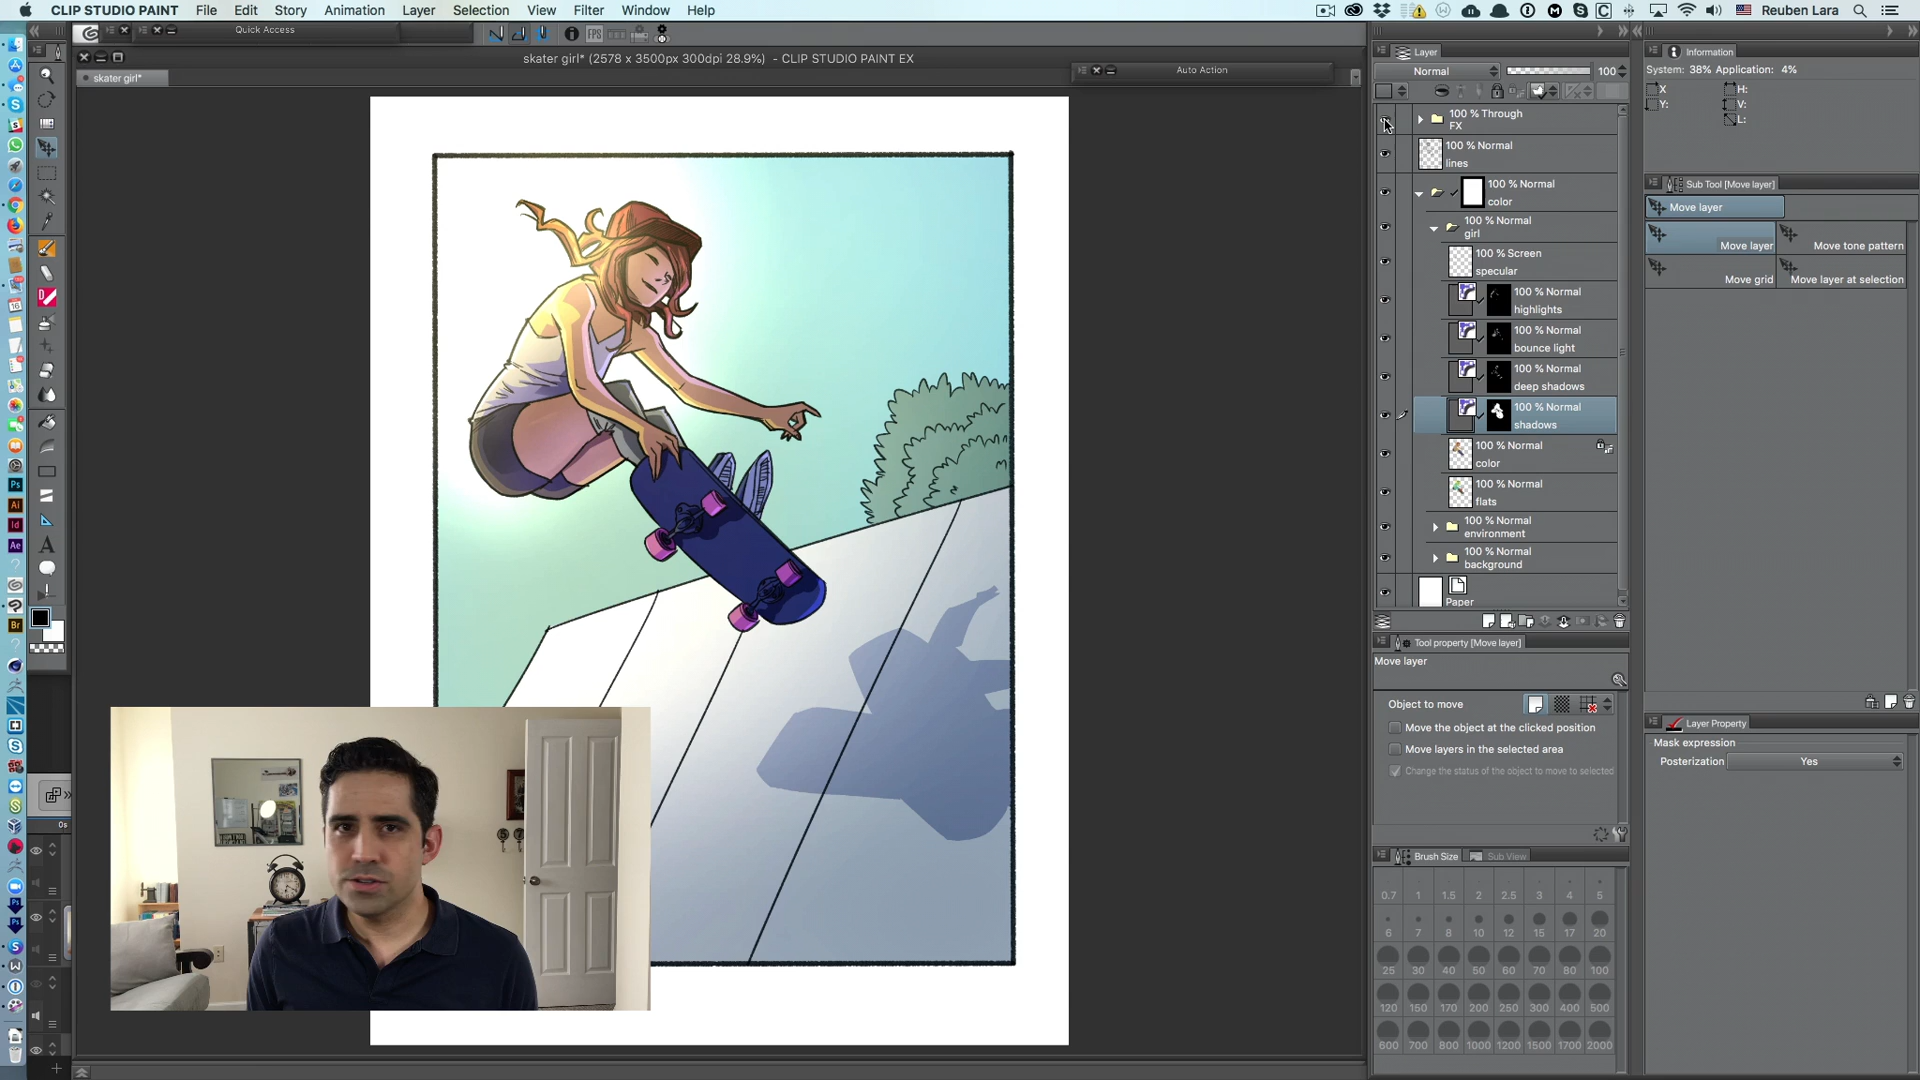 CLIP STUDIO PAINT File Edit Story Animation Layer Selection View Filter Window Help
Reuben Lara
Quick Access
FPS
skater girl* (2578 x 3500px 300dpi 28.9%) - CLIP STUDIO PAINT EX
skater girl*
Auto Action
Layer
Normal 100
100 % Through
FX
100 % Normal
lines
100 % Normal
color
100 % Normal
girl
100 % Screen
specular
100 % Normal
highlights
100 % Normal
bounce light
100 % Normal
deep shadows
100 % Normal
shadows
100 % Normal
color
100 % Normal
flats
100 % Normal
environment
100 % Normal
background
Paper
Tool property [Move layer]
Move layer
Object to move
Move the object at the clicked position
Move layers in the selected area
Change the status of the object to move to selected
Brush Size Sub View
0.7 1 1.5 2 3 4 5
6 7 8 10 12 15 17 20
25 30 40 50 60 70 80 100
120 150 170 200 250 300 400 500
600 700 800 1000 1200 1500 1700 2000
Information
System: 38% Application: 4%
X H:
Y: V:
L:
Sub Tool [Move layer]
Move layer
Move layer Move tone pattern
Move grid Move layer at selection
Layer Property
Mask expression
Posterization Yes
Ps
Ai
Id
Ae
Br
0s